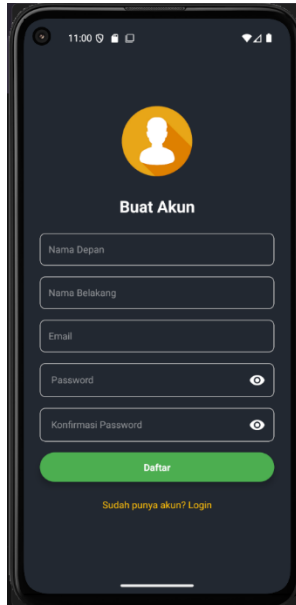 11:00
Buat Akun
Nama Depan
Nama Belakang
Email
Password
Konfirmasi Password
Daftar
Sudah punya akun? Login